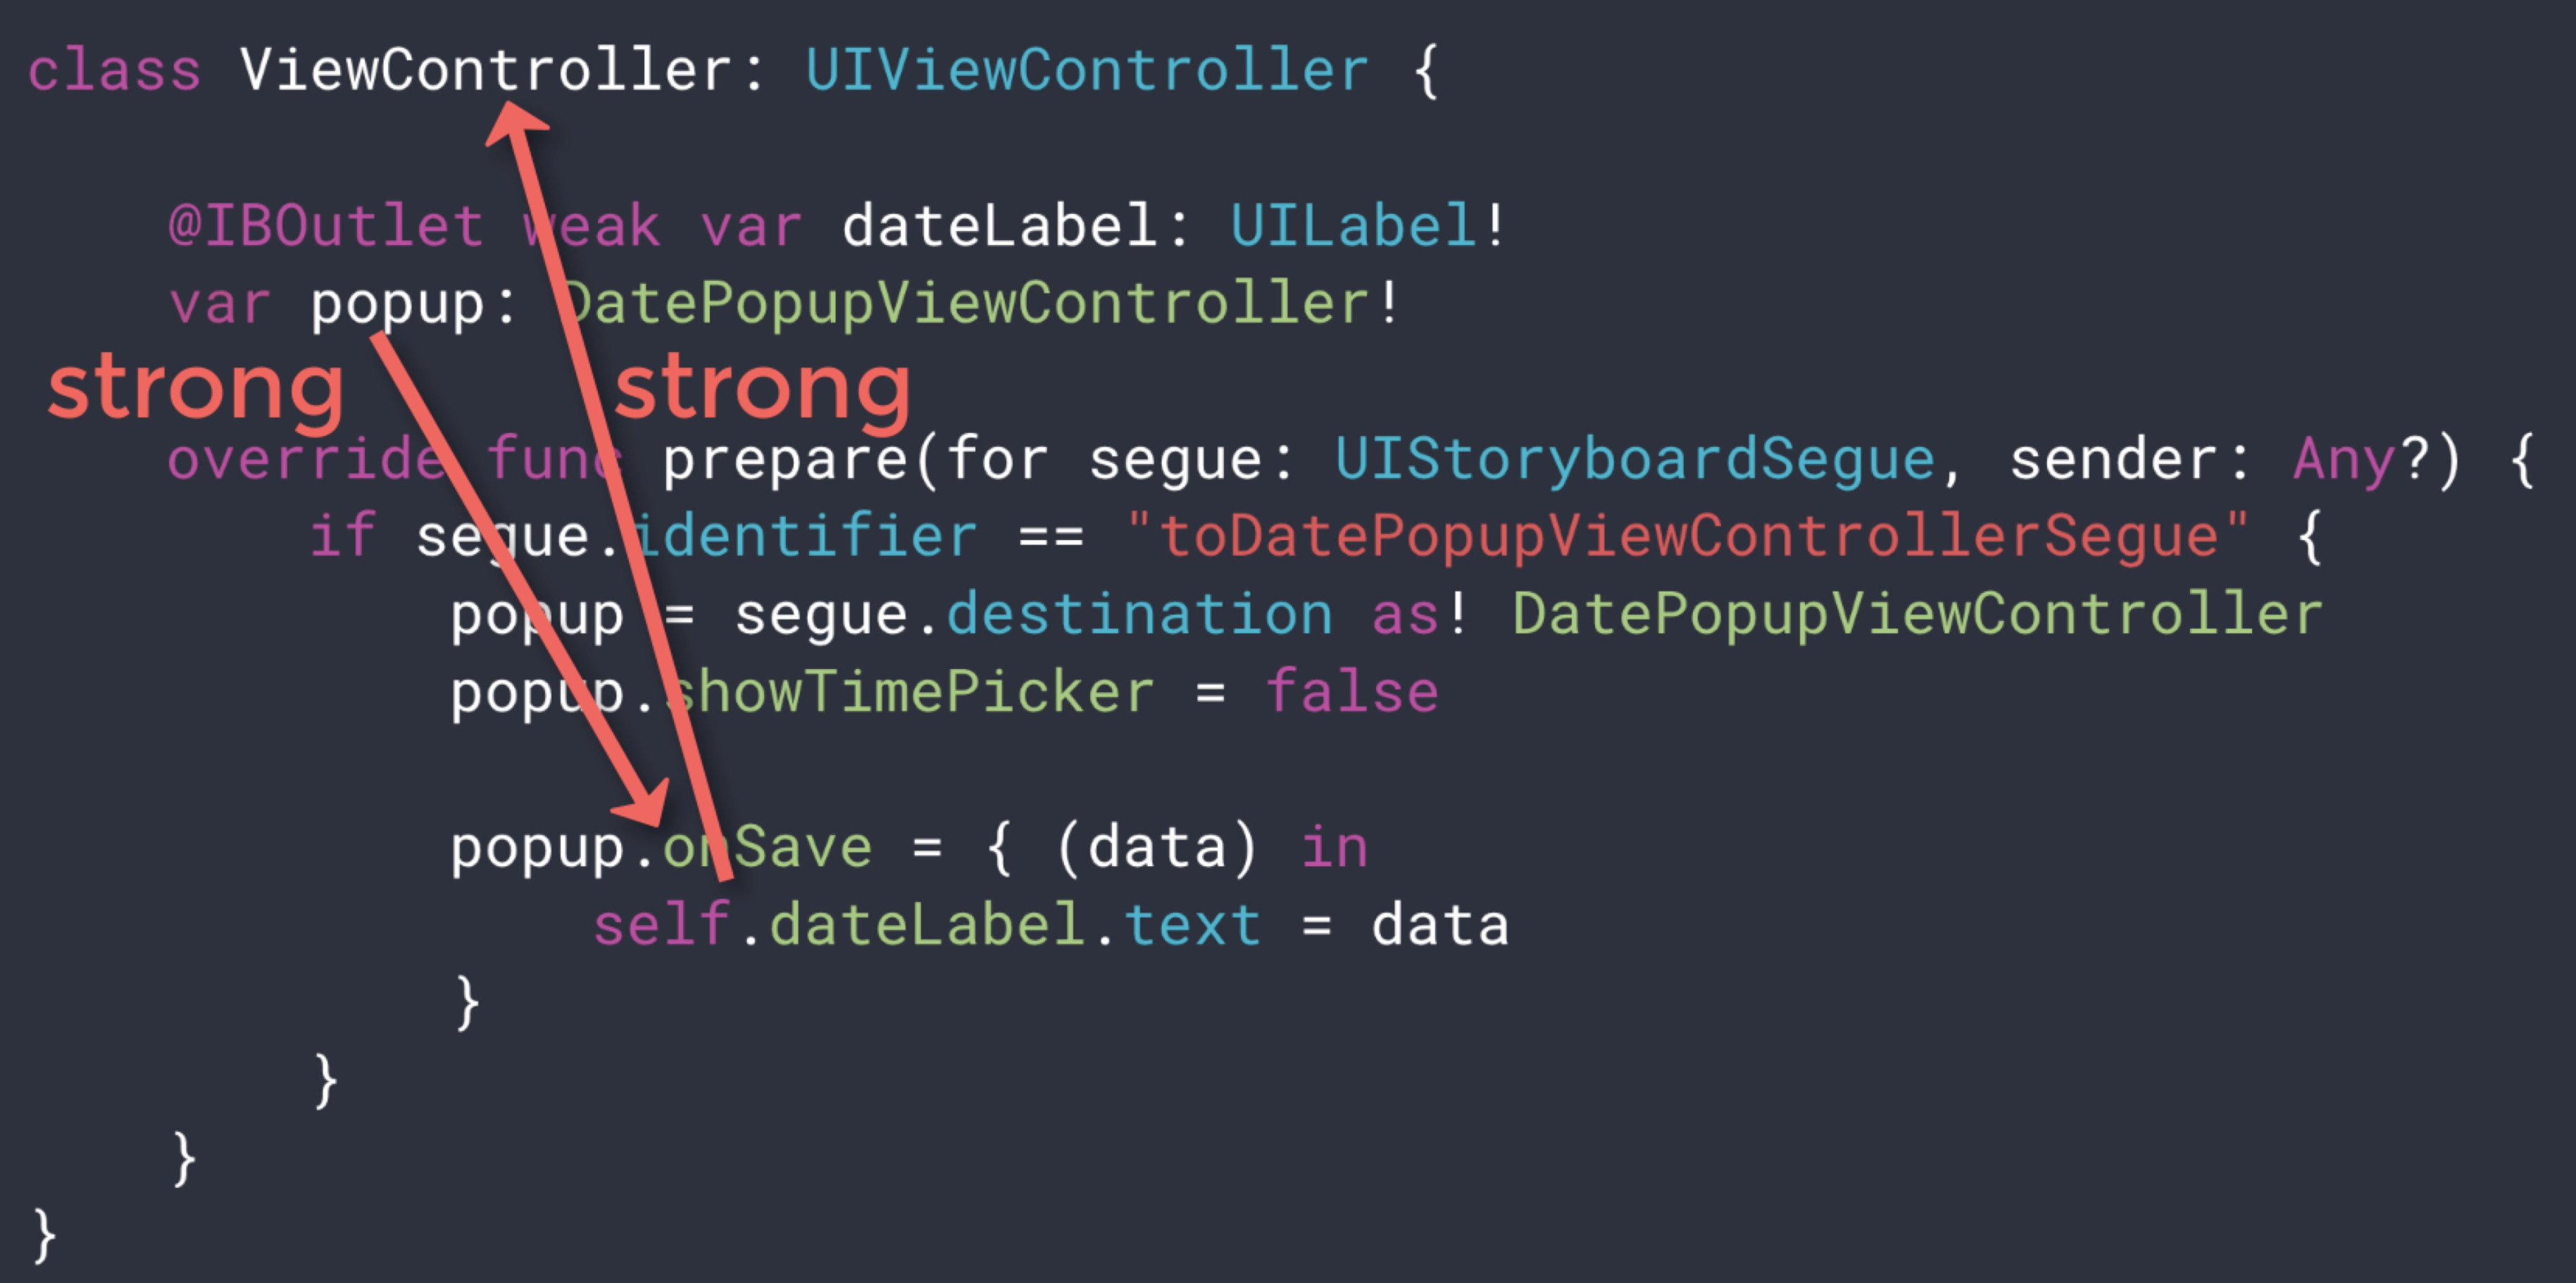 class ViewController: UIViewController {
@IBOutlet weak var dateLabel: UILabel!
var popup: DatePopupViewController!
strong strong
override func prepare(for segue: UIStoryboardSegue, sender: Any?) {
if segue.identifier == "toDatePopupViewControllerSegue" {
popup = segue.destination as! DatePopupViewController
popup.showTimePicker = false
popup.onSave = { (data) in
self.dateLabel.text = data
}
}
}
}